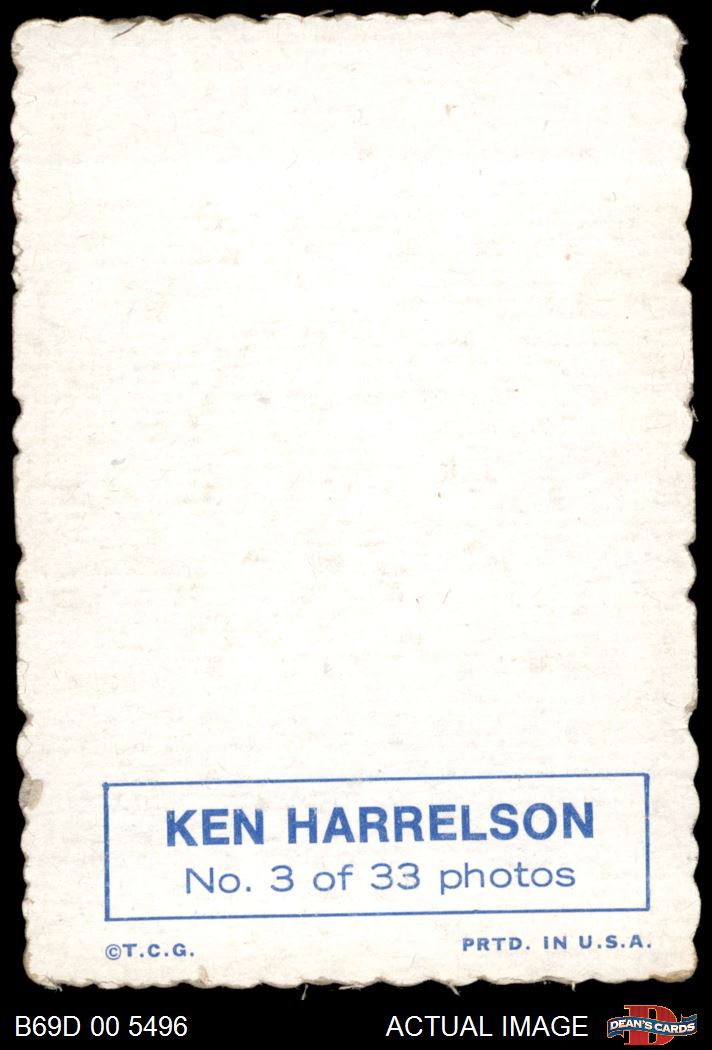 KEN HARRELSON
No. 3 of 33 photos
©T.C.G. PRTD. IN U.S.A.
B69D 00 5496 ACTUAL IMAGE DEAN'S CARDS